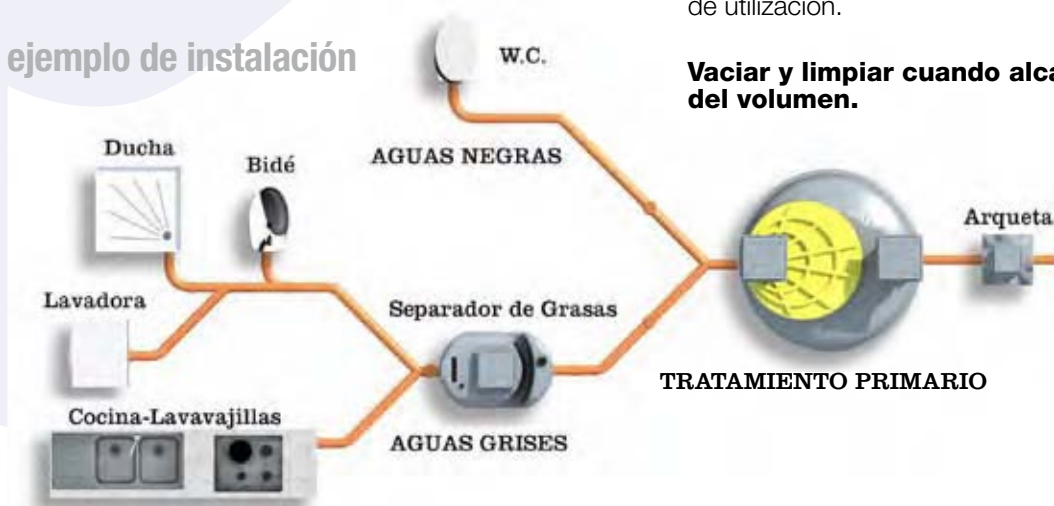 de utilización.
ejemplo de instalación
W.C.
Vaciar y limpiar cuando
del volumen.
Ducha
Bidé
AGUAS NEGRAS
Arqueta
Lavadora
Separador de Grasas
TRATAMIENTO PRIMARIO
Cocina-Lavavajillas
AGUAS GRISES